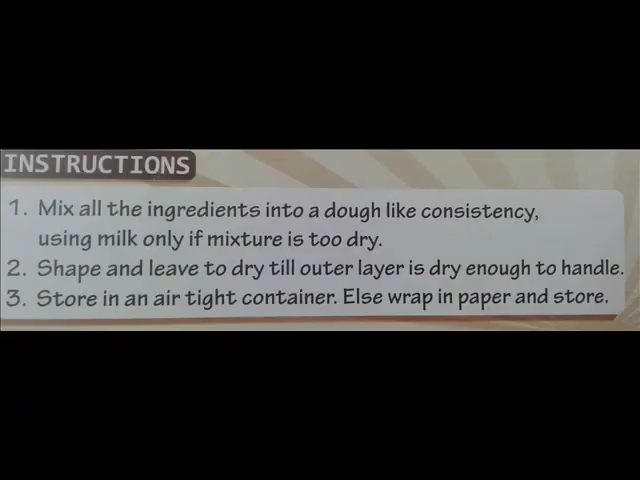 INSTRUCTIONS
1. Mix all the ingredients into a dough like consistency,
using milk only if mixture is too dry.
2. Shape and leave to dry till outer layer is dry enough to handle.
3. Store in an air tight container. Else wrap in paper and store.